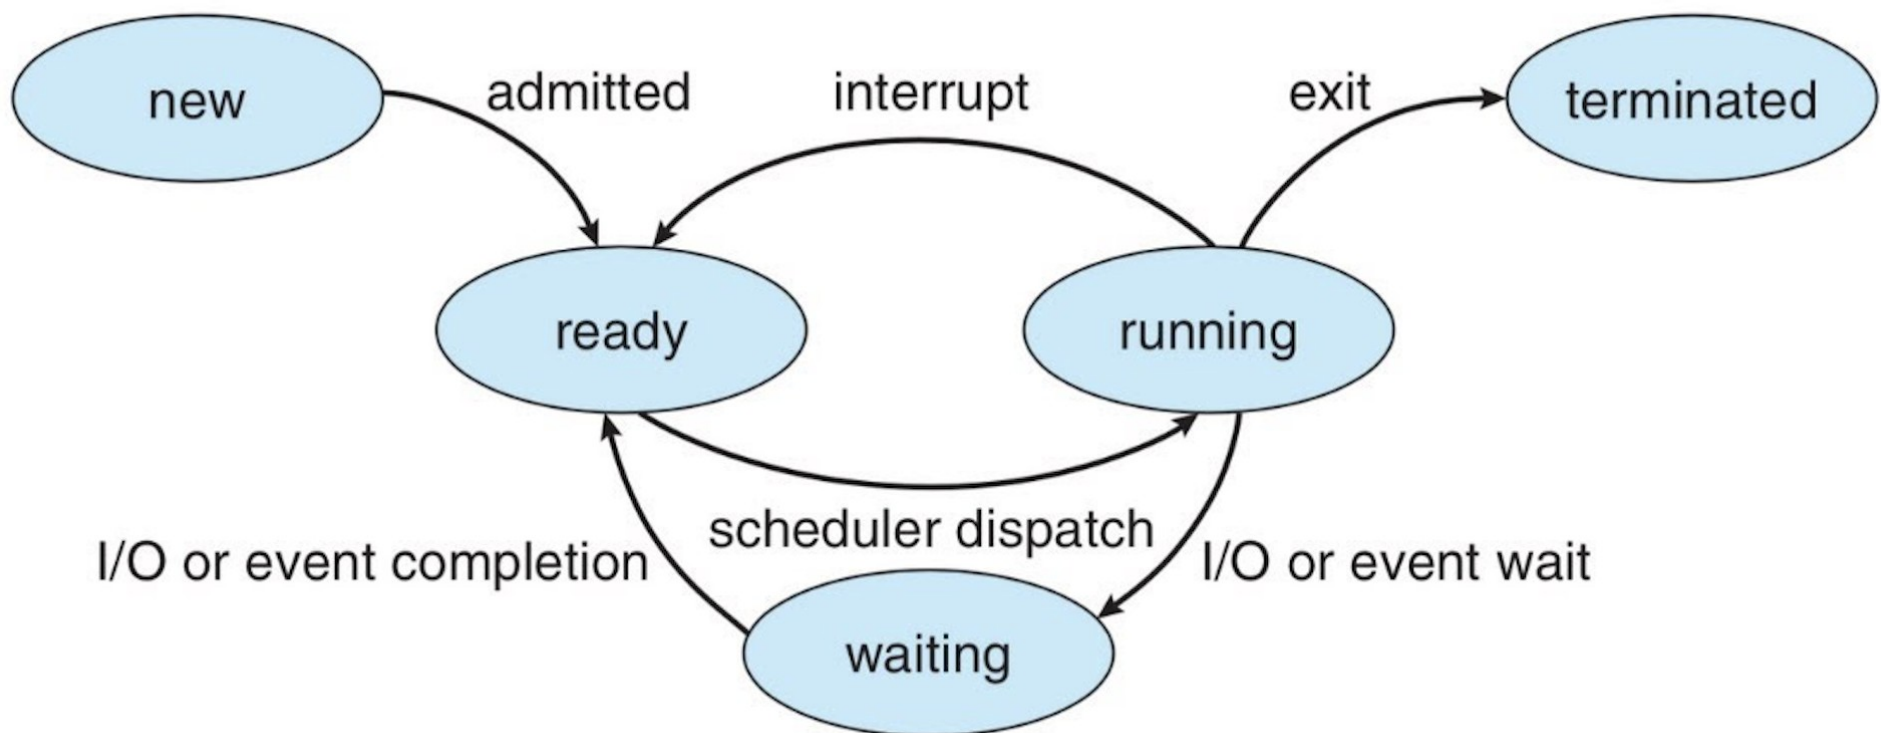 new
admitted
interrupt
exit
terminated
ready
running
scheduler dispatch
I/O or event completion
I/O or event wait
waiting